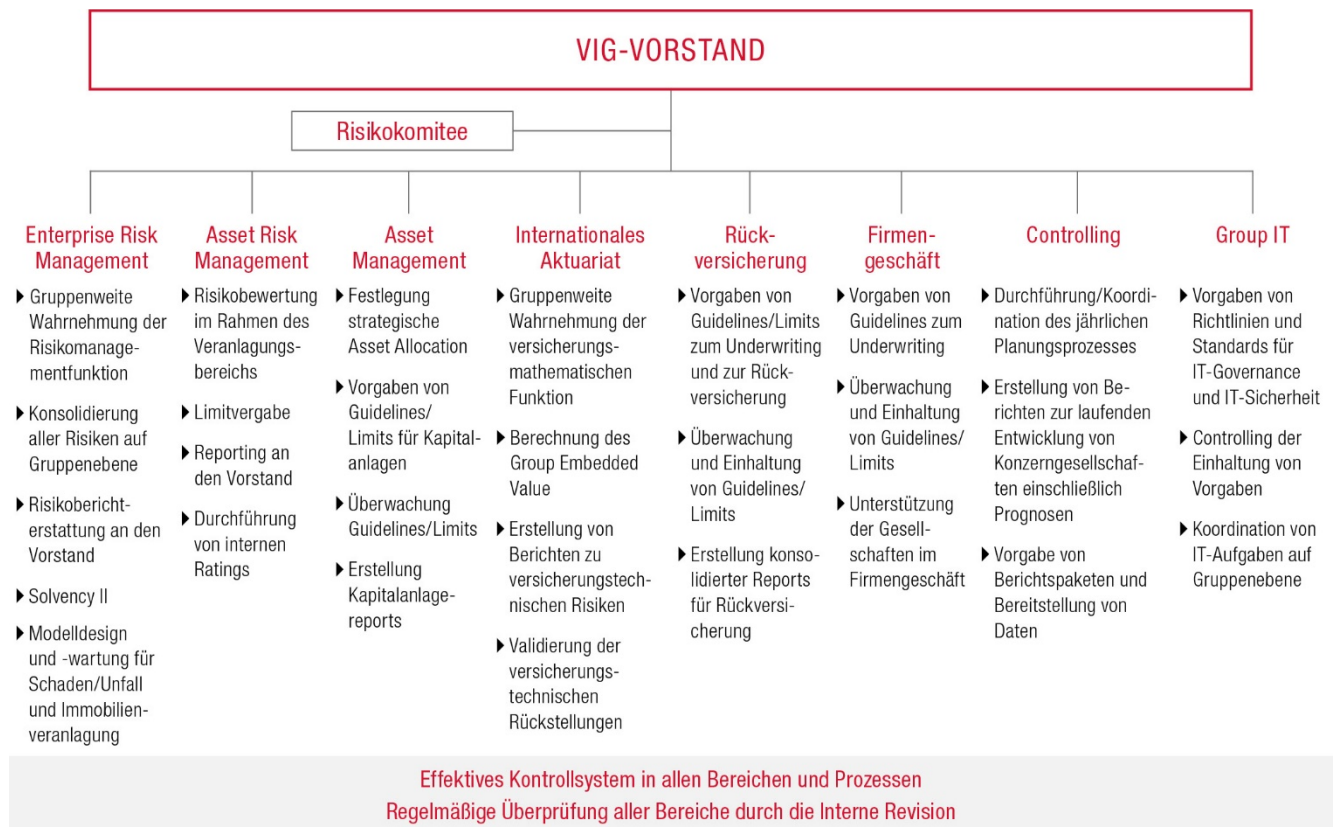 VIG-VORSTAND
Risikokomitee
Enterprise Risk
Management
▶ Gruppenweite
Wahrnehmung der
Risikomanage-
mentfunktion
▶ Konsolidierung
aller Risiken auf
Gruppenebene
▶ Risikobericht-
erstattung an den
Vorstand
▶ Solvency II
▶ Modelldesign
und -wartung für
Schaden/Unfall
und Immobilien-
veranlagung
Asset Risk
Management
▶ Risikobewertung
im Rahmen des
Veranlagungs-
bereichs
▶ Limitvergabe
▶ Reporting an
den Vorstand
▶ Durchführung
von internen
Ratings
Asset
Management
▶ Festlegung
strategische
Asset Allocation
▶ Vorgaben von
Guidelines/
Limits für Kapital-
anlagen
▶ Überwachung
Guidelines/Limits
▶ Erstellung
Kapitalanlage-
reports
Internationales
Aktuariat
▶ Gruppenweite
Wahrnehmung der
versicherungs-
mathematischen
Funktion
▶ Berechnung des
Group Embedded
Value
▶ Erstellung von
Berichten zu
versicherungstech-
nischen Risiken
▶ Validierung der
versicherungs-
technischen
Rückstellungen
Rück-
versicherung
▶ Vorgaben von
Guidelines/Limits
zum Underwriting
und zur Rück-
versicherung
▶ Überwachung
und Einhaltung
von Guidelines/
Limits
▶ Erstellung konso-
lidierter Reports
für Rückversi-
cherung
Firmen-
geschäft
▶ Vorgaben von
Guidelines zum
Underwriting
▶ Überwachung
und Einhaltung
von Guidelines/
Limits
▶ Unterstützung
der Gesell-
schaften im
Firmengeschäft
Controlling
▶ Durchführung/Koordi-
nation des jährlichen
Planungsprozesses
▶ Erstellung von Be-
richten zur laufenden
Entwicklung von
Konzerngesellschaf-
ten einschließlich
Prognosen
▶ Vorgabe von
Berichtspaketen und
Bereitstellung von
Daten
Group IT
▶ Vorgaben von
Richtlinien und
Standards für
IT-Governance
und IT-Sicherheit
▶ Controlling der
Einhaltung von
Vorgaben
▶ Koordination von
IT-Aufgaben auf
Gruppenebene
Effektives Kontrollsystem in allen Bereichen und Prozessen
Regelmäßige Überprüfung aller Bereiche durch die Interne Revision